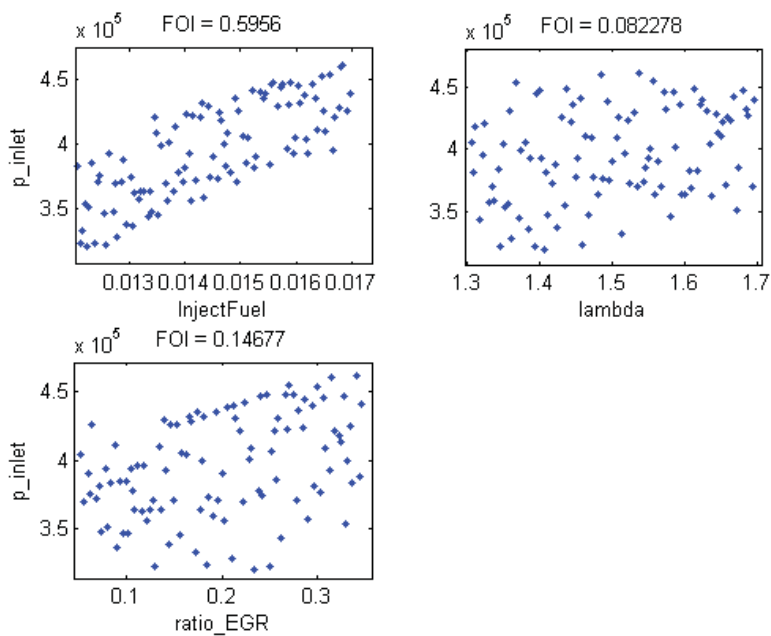 x 10^5
FOI = 0.5956
4.5
4
3.5
p_inlet
0.013 0.014 0.015 0.016 0.017
InjectFuel
x 10^5
FOI = 0.082278
4.5
4
3.5
1.3 1.4 1.5 1.6 1.7
lambda
x 10^5
FOI = 0.14677
4.5
4
3.5
p_inlet
0.1 0.2 0.3
ratio_EGR